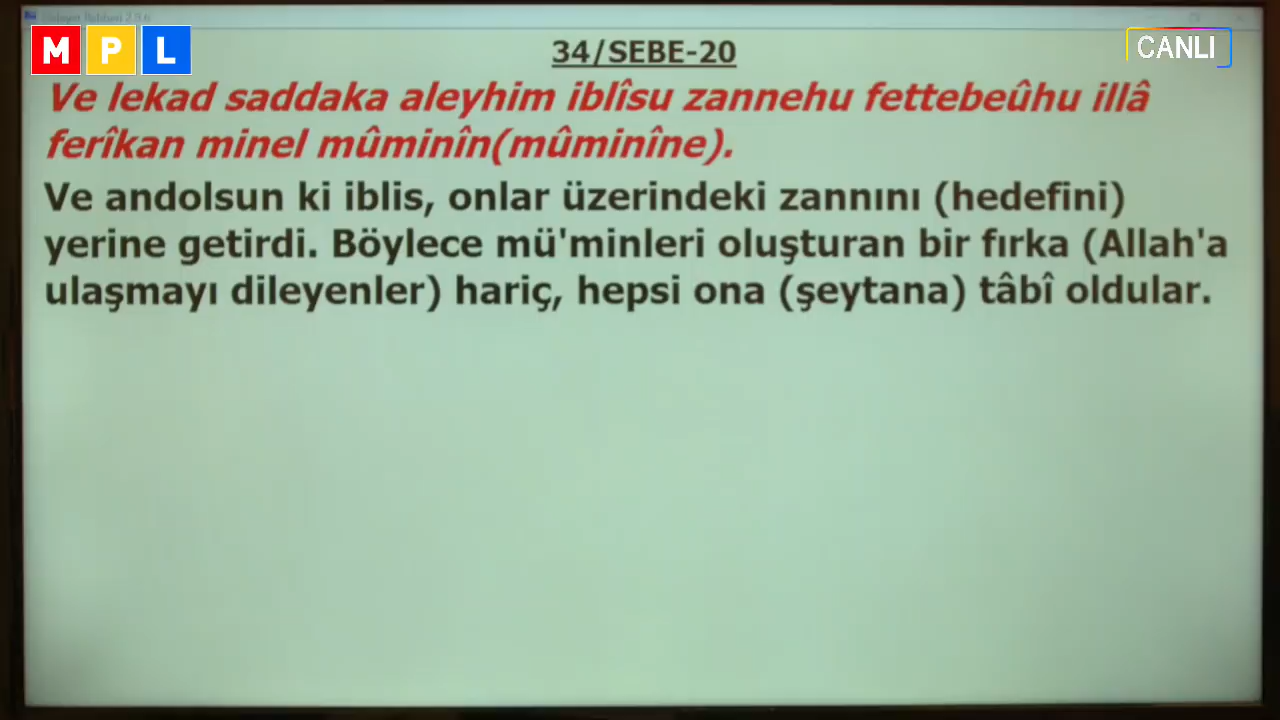 MPL
CANLI
34/SEBE-20
Ve lekad saddaka aleyhim iblîsu zannehu fettebeûhu illâ
ferîkan minel mûminîn(mûminîne).
Ve andolsun ki iblis, onlar üzerindeki zannını (hedefini)
yerine getirdi. Böylece mü'minleri oluşturan bir fırka (Allah'a
ulaşmayı dileyenler) hariç, hepsi ona (şeytana) tâbî oldular.